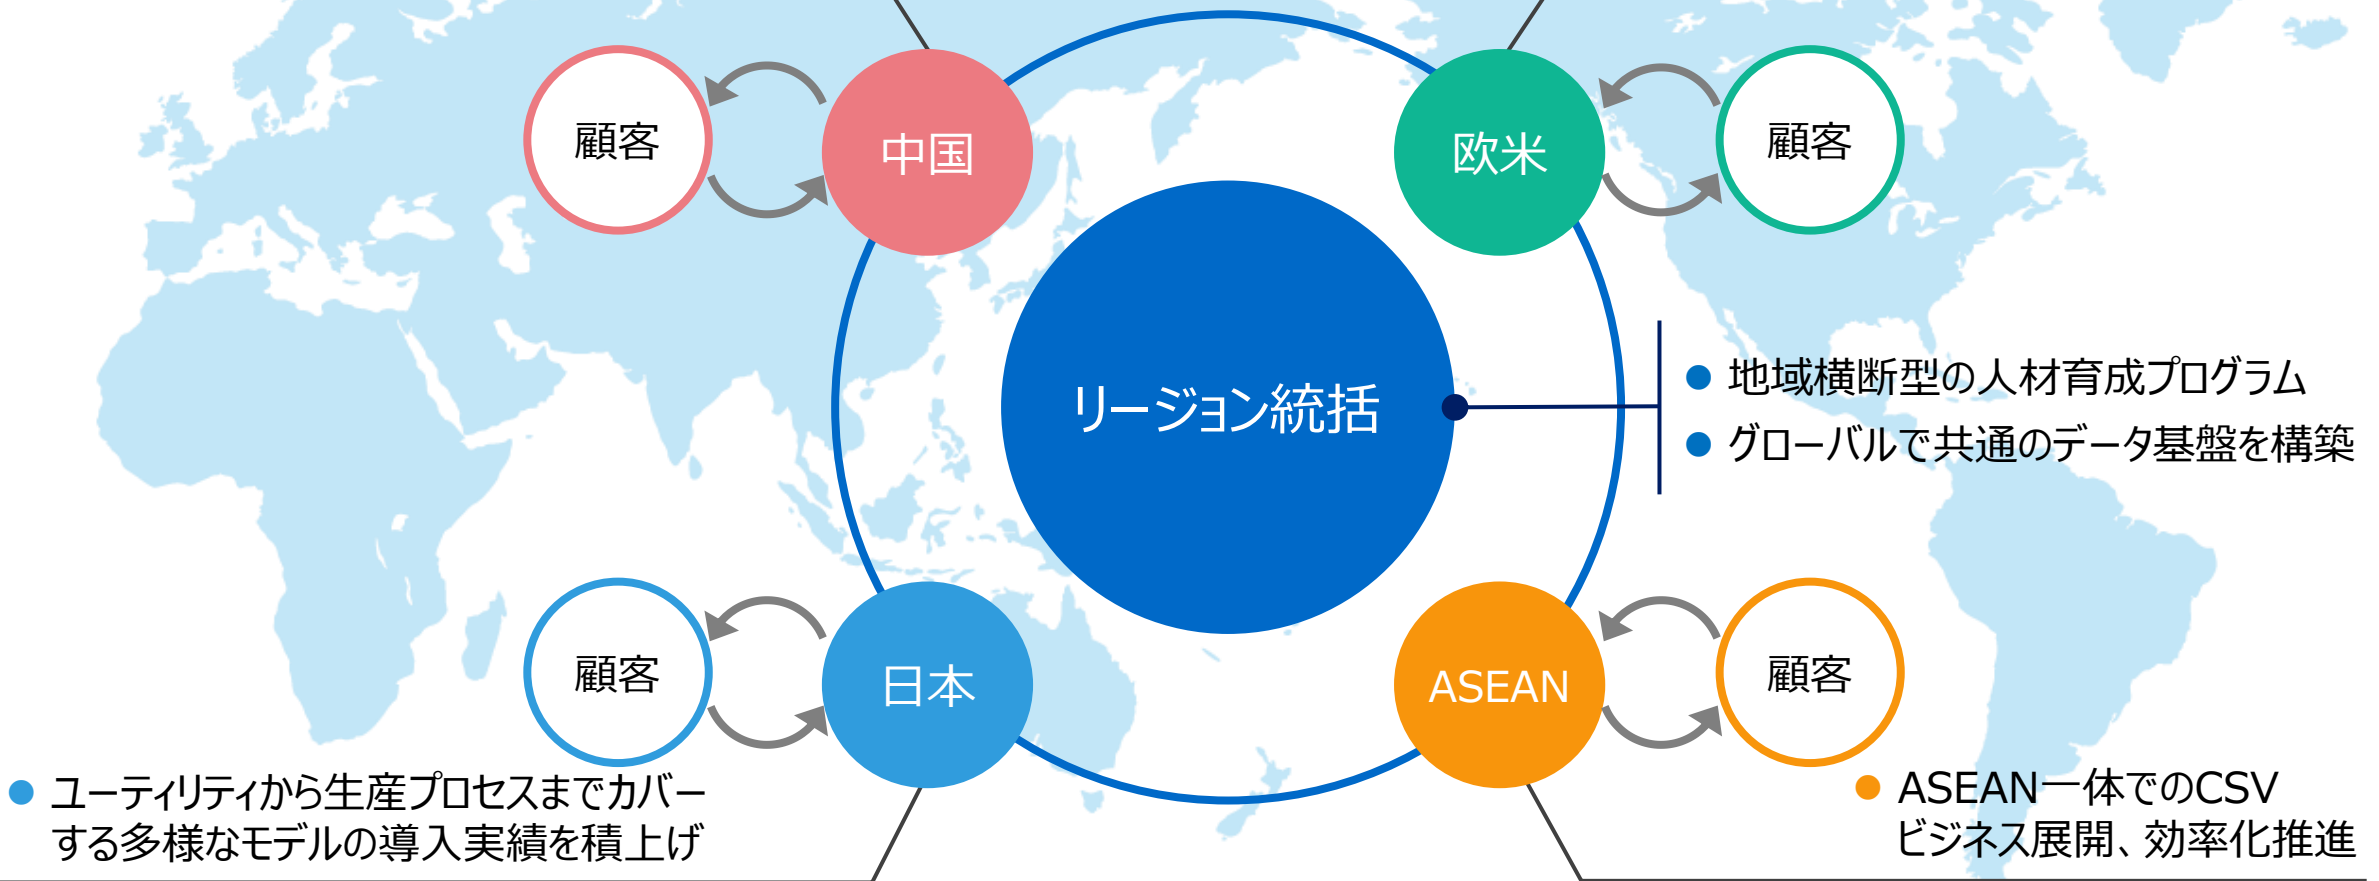 顧客
中国
欧米
顧客
リージョン統括
● 地域横断型の人材育成プログラム
● グローバルで共通のデータ基盤を構築
顧客
日本
ASEAN
顧客
● ユーティリティから生産プロセスまでカバー
する多様なモデルの導入実績を積上げ
● ASEAN一体でのCSV
ビジネス展開、効率化推進